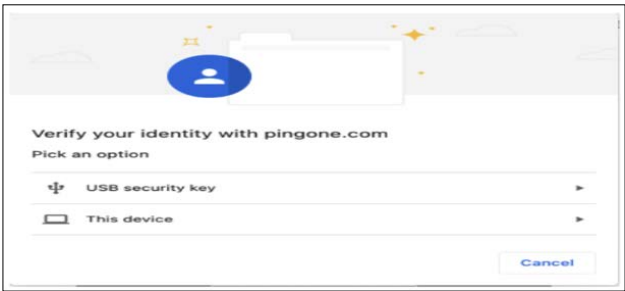 Verify your identity with pingone.com
Pick an option
USB security key
This device
Cancel